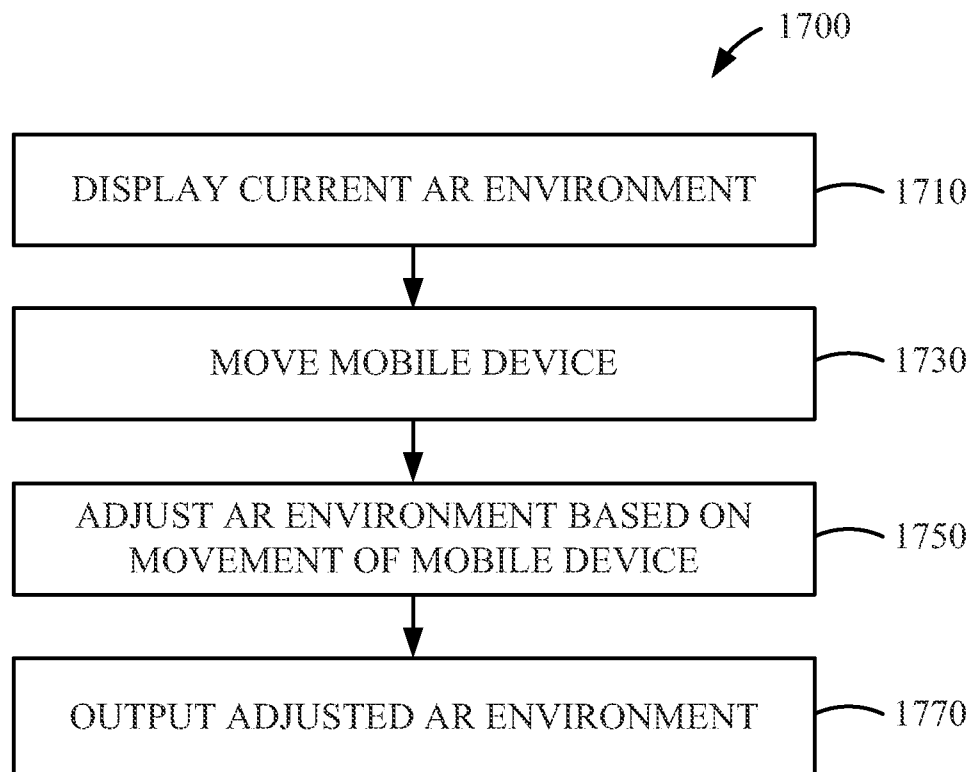 1700
DISPLAY CURRENT AR ENVIRONMENT
1710
MOVE MOBILE DEVICE
1730
ADJUST AR ENVIRONMENT BASED ON
MOVEMENT OF MOBILE DEVICE
1750
OUTPUT ADJUSTED AR ENVIRONMENT
1770